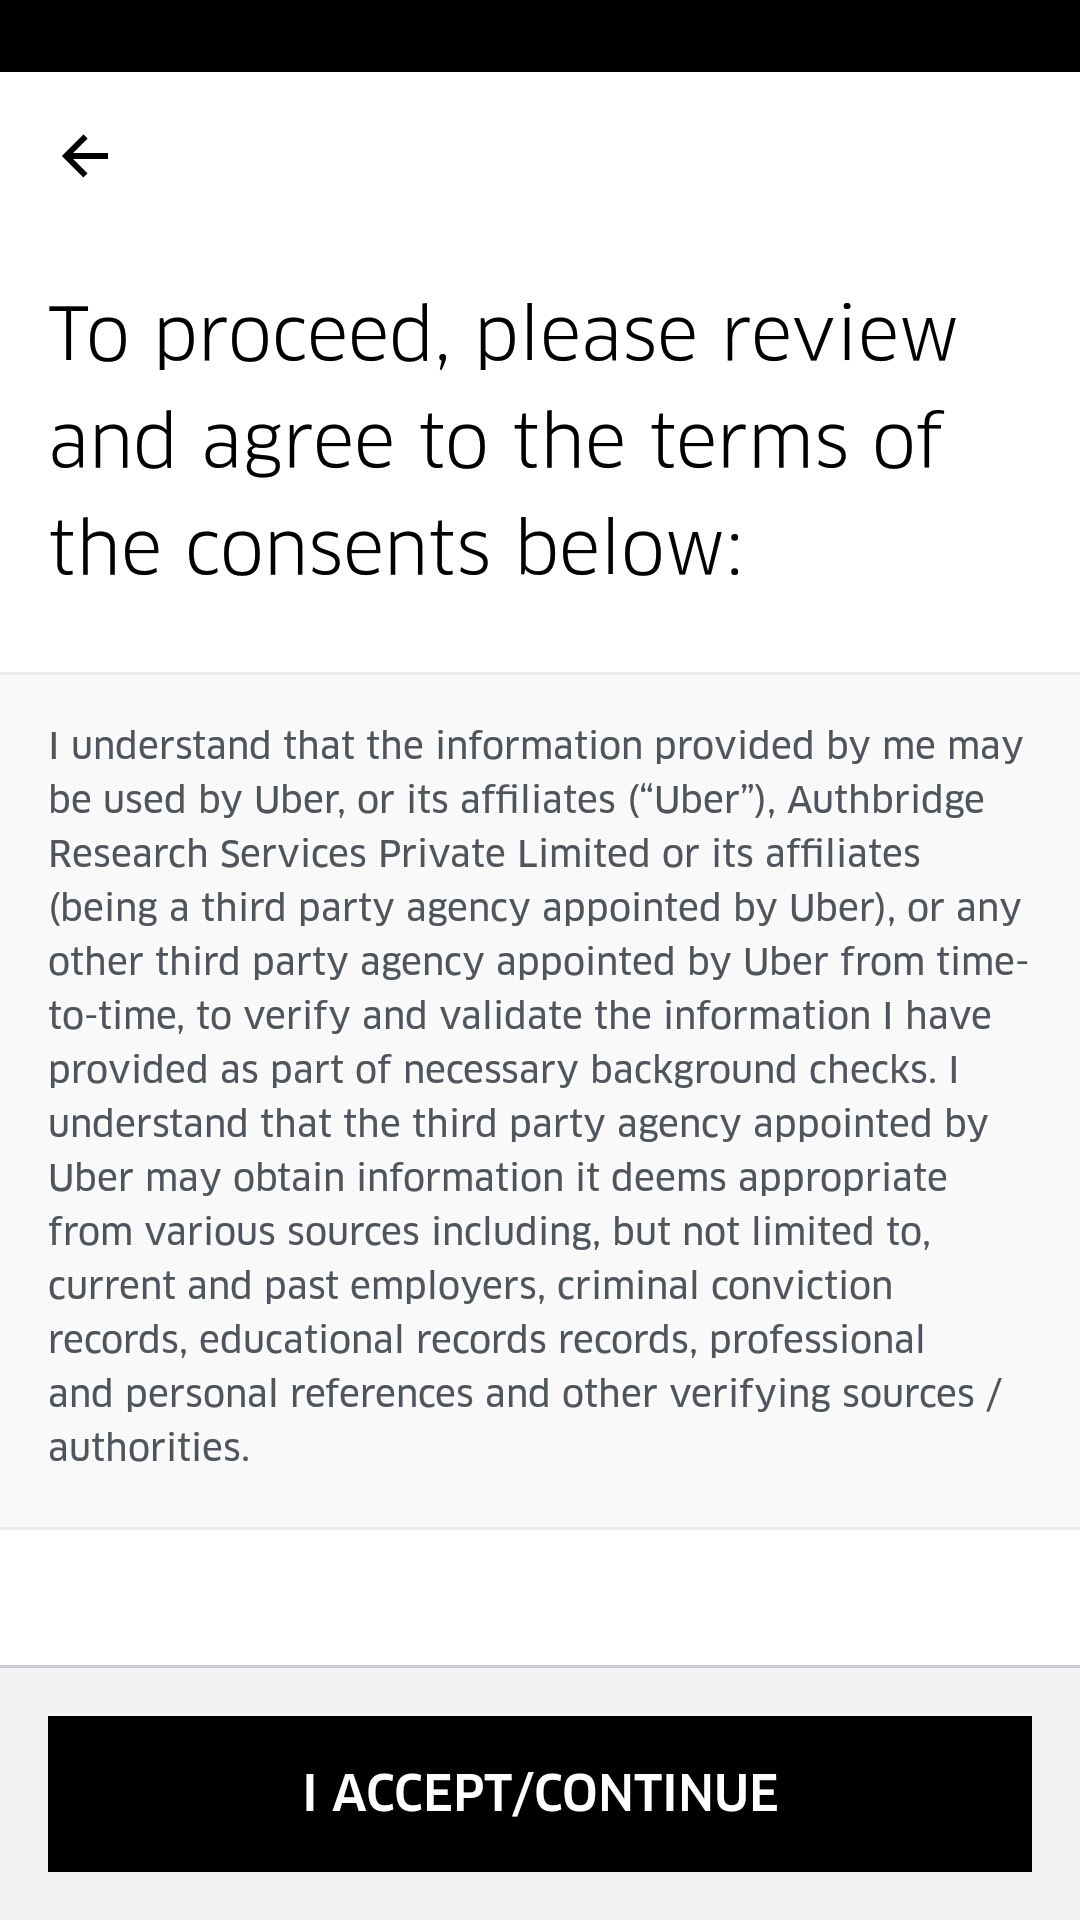 To proceed, please review
and agree to the terms of
the consents below:
I understand that the information provided by me may
be used by Uber, or its affiliates (“Uber”), Authbridge
Research Services Private Limited or its affiliates
(being a third party agency appointed by Uber), or any
other third party agency appointed by Uber from time-
to-time, to verify and validate the information I have
provided as part of necessary background checks. I
understand that the third party agency appointed by
Uber may obtain information it deems appropriate
from various sources including, but not limited to,
current and past employers, criminal conviction
records, educational records records, professional
and personal references and other verifying sources /
authorities.
I ACCEPT/CONTINUE